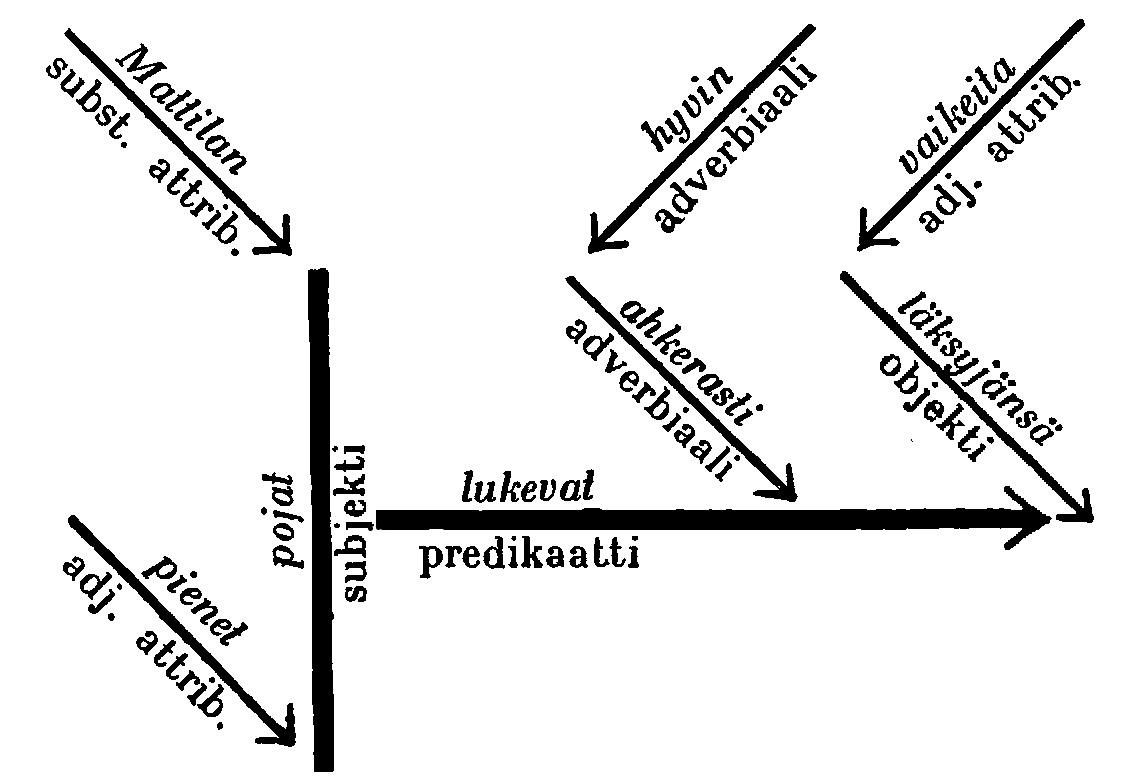 Mattilan
subst. attrib.
hyvin
adverbiaali
vaikeita
adj. attrib.
ahkerasti
adverbiaali
läksyjänsä
objekti
pojat
subjekti
lukevat
predikaatti
pienet
adj. attrib.